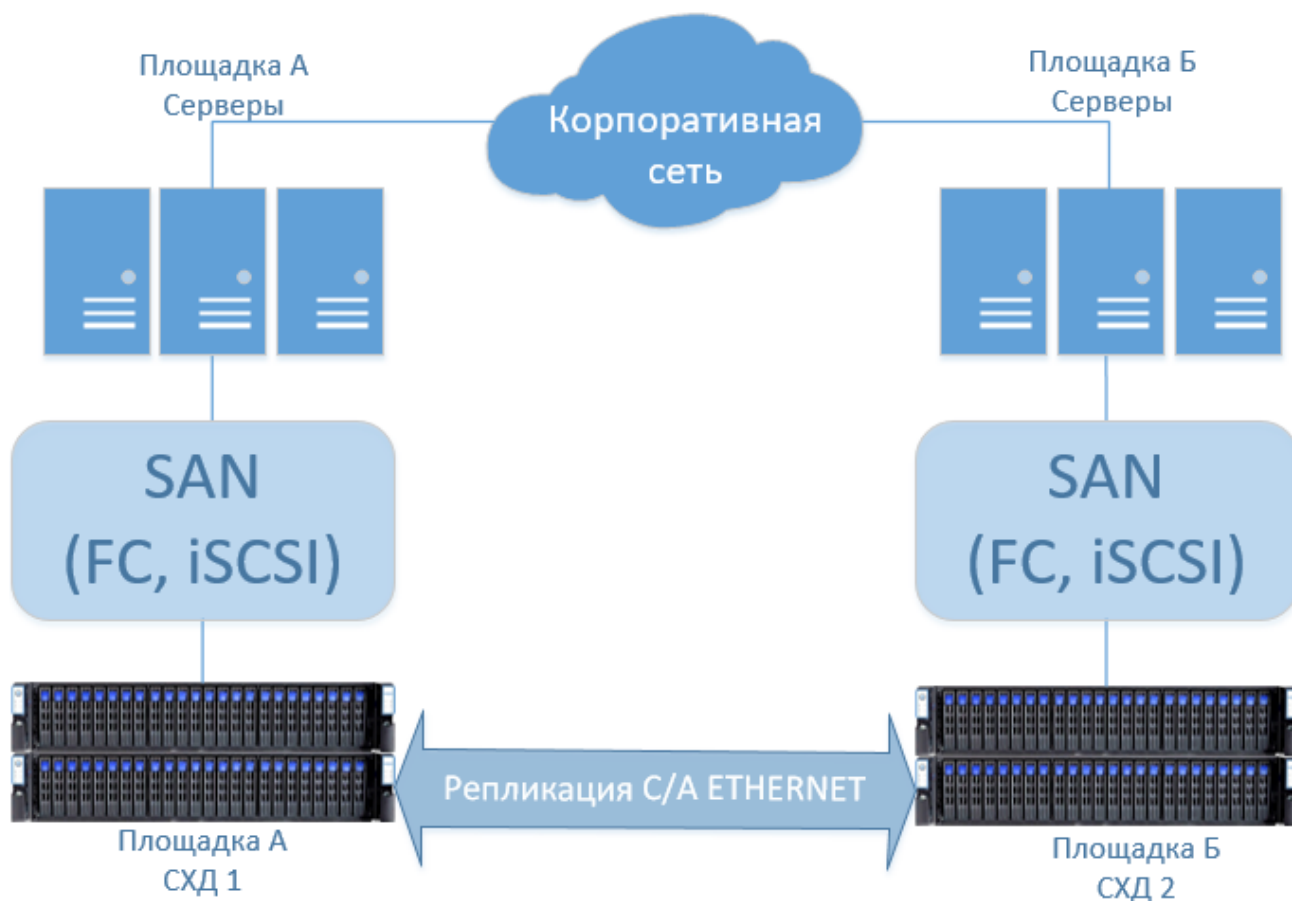 Площадка А
Серверы
Корпоративная
сеть
Площадка Б
Серверы
SAN
(FC, iSCSI)
SAN
(FC, iSCSI)
Репликация С/А ETHERNET
Площадка А
СХД 1
Площадка Б
СХД 2